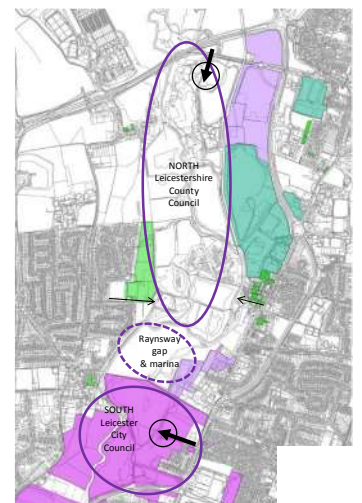 NORTH
Leicestershire
County
Council
Raynsway
gap
& marina
SOUTH
Leicester
City
Council